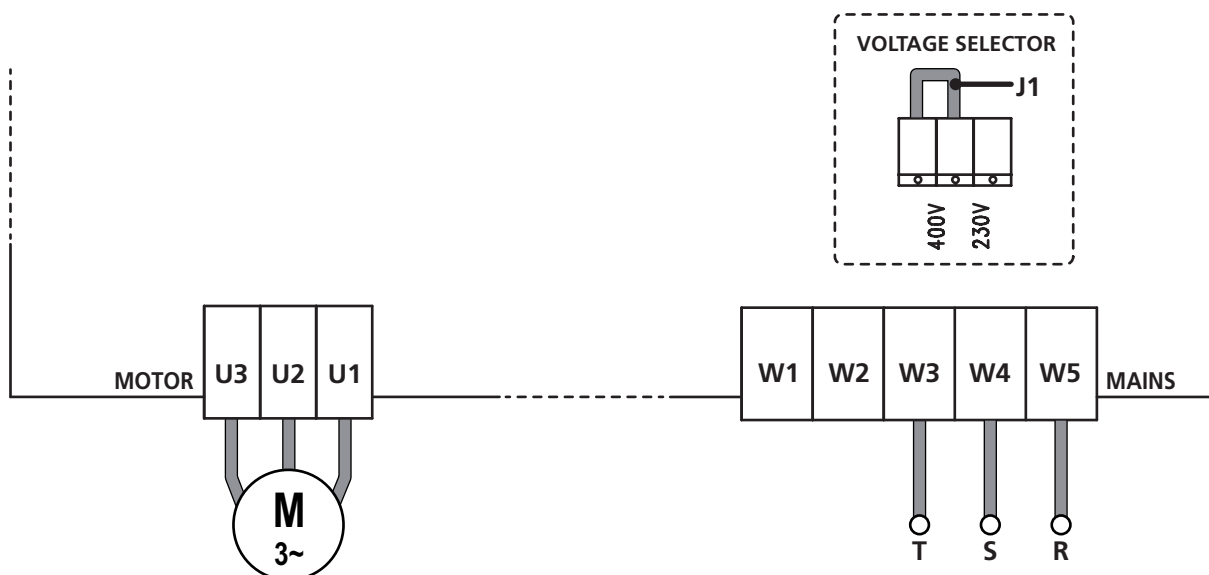 VOLTAGE SELECTOR
J1
400V
230V
MOTOR U3 U2 U1
W1 W2 W3 W4 W5 MAINS
M
3~
T S R